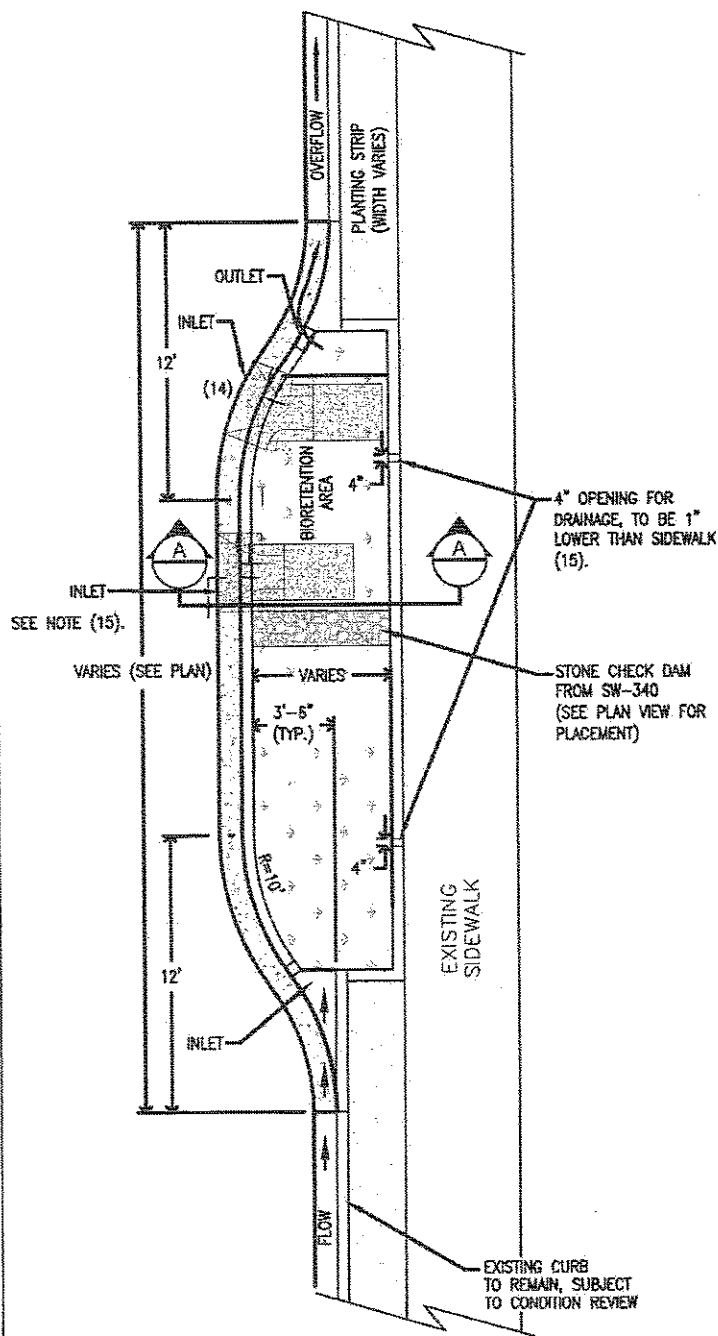 OVERFLOW
PLANTING STRIP
(WIDTH VARIES)
OUTLET
INLET
12'
(14)
4"
BIORETENTION
AREA
4" OPENING FOR
DRAINAGE, TO BE 1"
LOWER THAN SIDEWALK
(15).
A
A
INLET
SEE NOTE (15).
VARIES (SEE PLAN)
VARIES
STONE CHECK DAM
FROM SW-340
(SEE PLAN VIEW FOR
PLACEMENT)
3'-6"
(TYP.)
R=10'
4"
EXISTING
SIDEWALK
12'
INLET
FLOW
EXISTING CURB
TO REMAIN, SUBJECT
TO CONDITION REVIEW